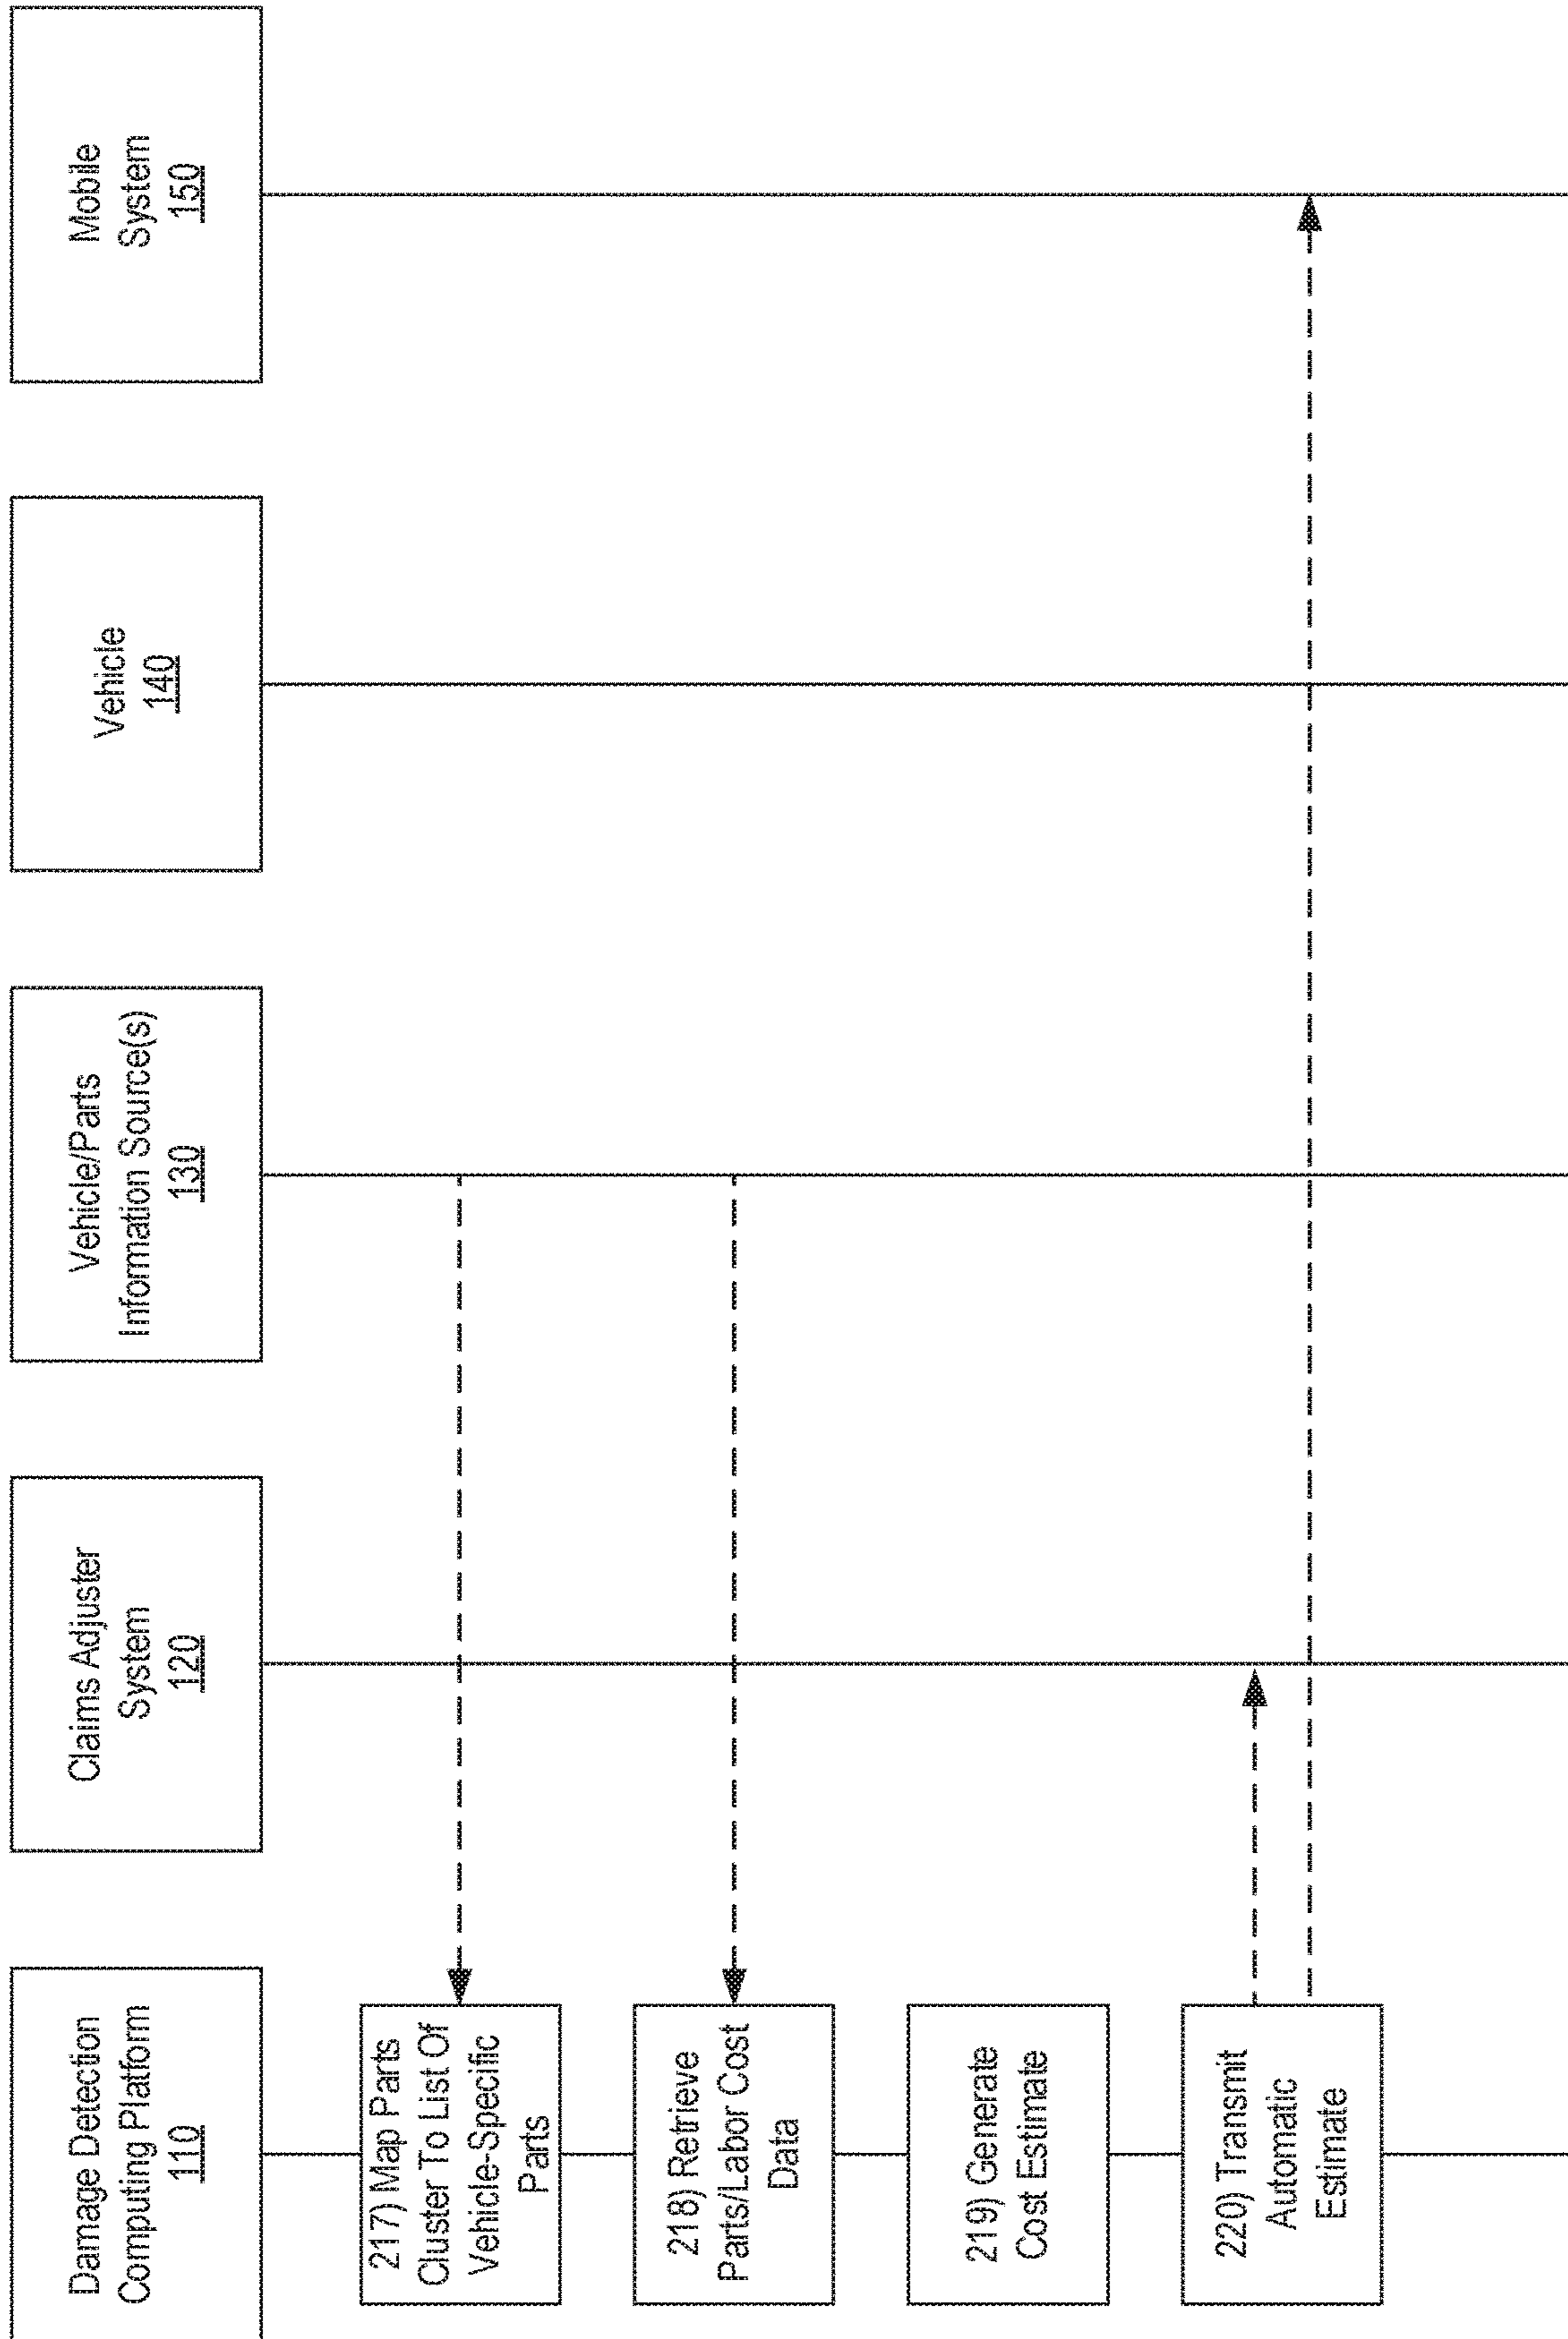 Damage Detection
Computing Platform
110
Claims Adjuster
System
120
Vehicle/Parts
Information Source(s)
130
Vehicle
140
Mobile
System
150
217) Map Parts
Cluster To List Of
Vehicle-Specific
Parts
218) Retrieve
Parts/Labor Cost
Data
219) Generate
Cost Estimate
220) Transmit
Automatic
Estimate